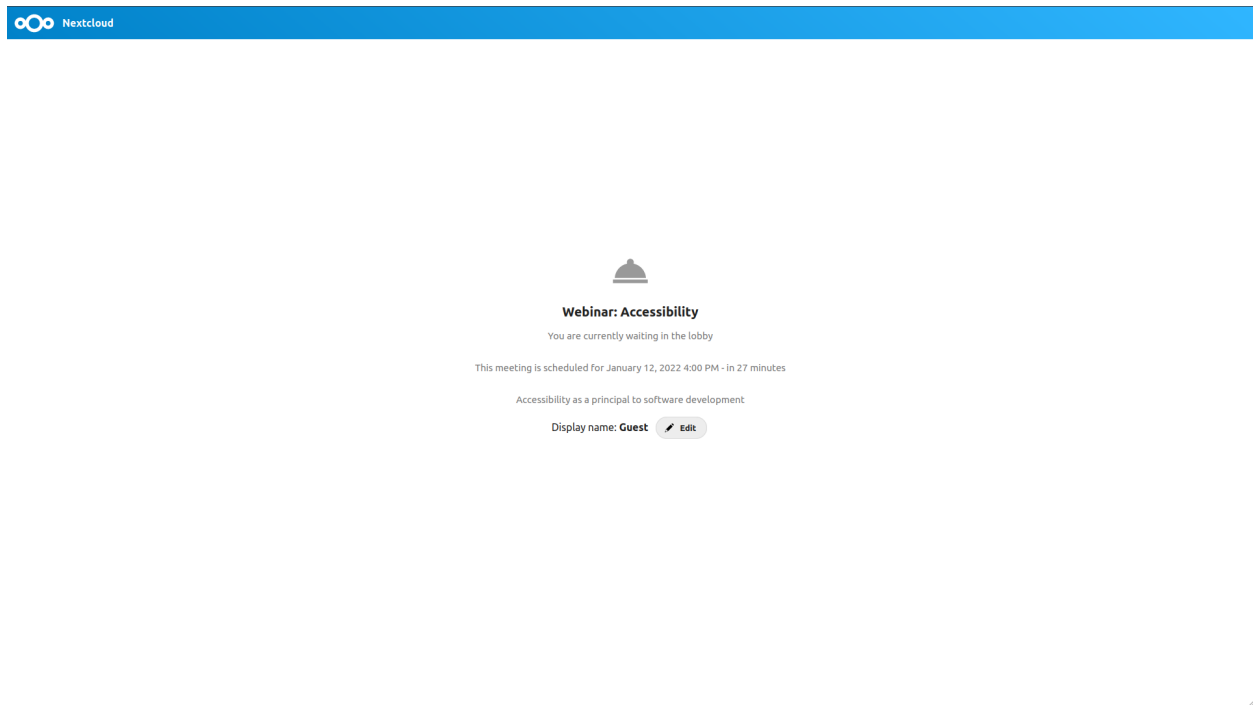 Nextcloud
Webinar: Accessibility
You are currently waiting in the lobby
This meeting is scheduled for January 12, 2022 4:00 PM - in 27 minutes
Accessibility as a principal to software development
Display name: Guest Edit